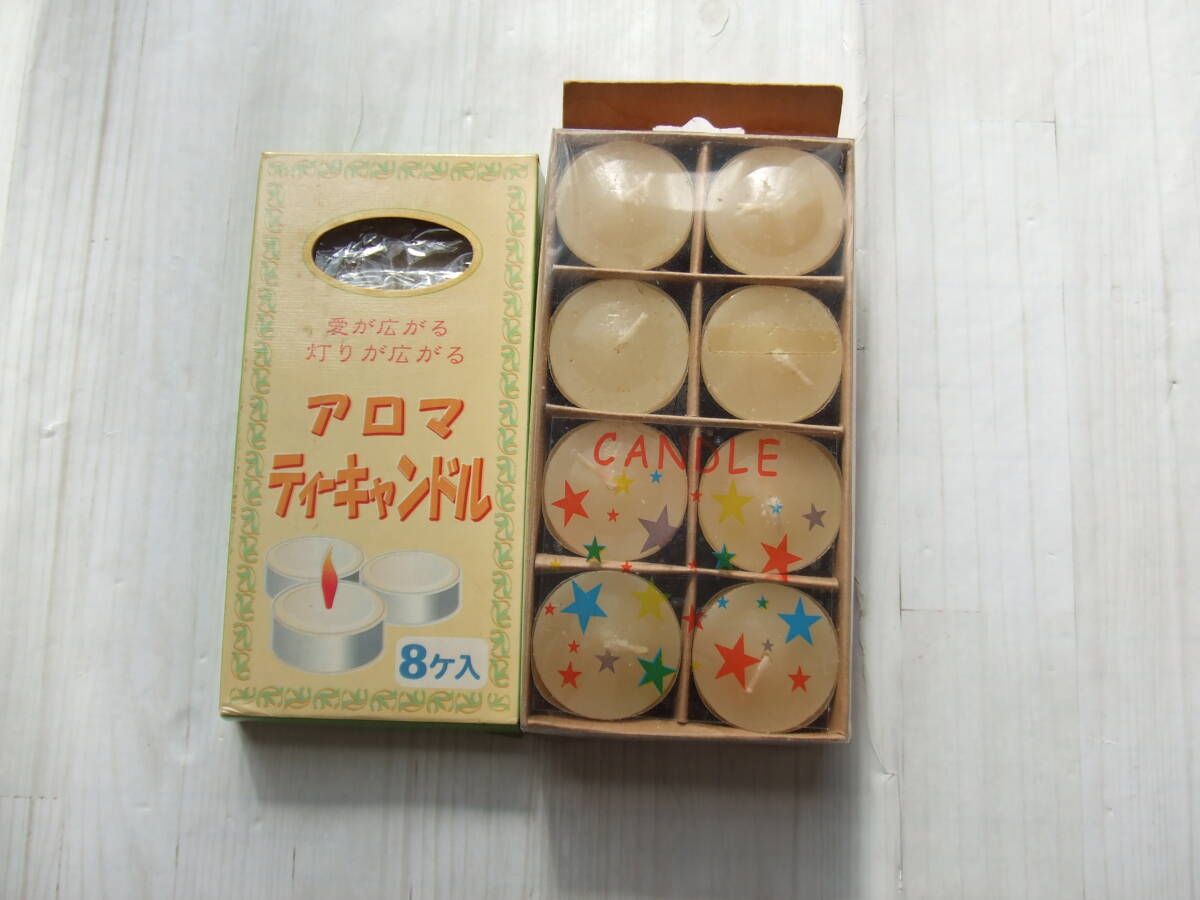 愛が広がる
灯りが広がる
アロマ
ティーキャンドル
8ケ入
CANDLE